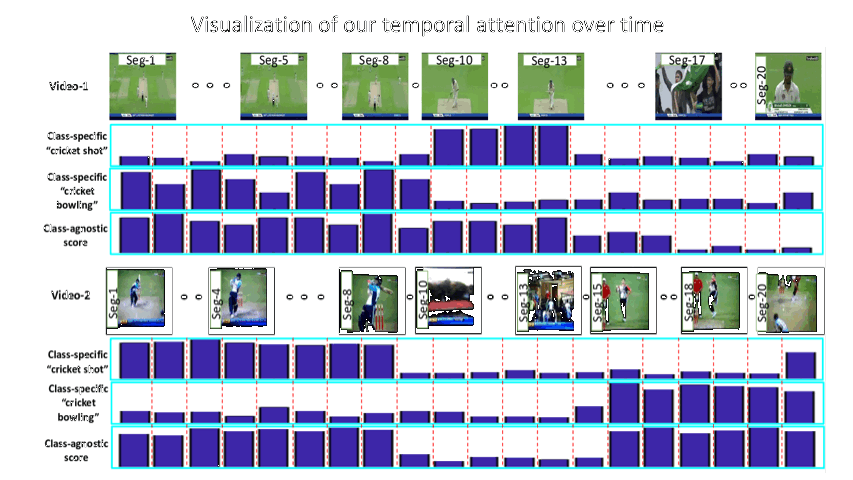 Visualization of our temporal attention over time
Seg-1
Seg-5
Seg-8
Seg-10
Seg-13
Seg-17
Seg-20
Video-1
Class-specific
"cricket shot"
Class-specific
"cricket
bowling"
Class-agnostic
score
Video-2
Seg-1
Seg-4
Seg-8
Seg-10
Seg-13
Seg-15
Seg-18
Seg-20
Class-specific
"cricket shot"
Class-specific
"cricket
bowling"
Class-agnostic
score